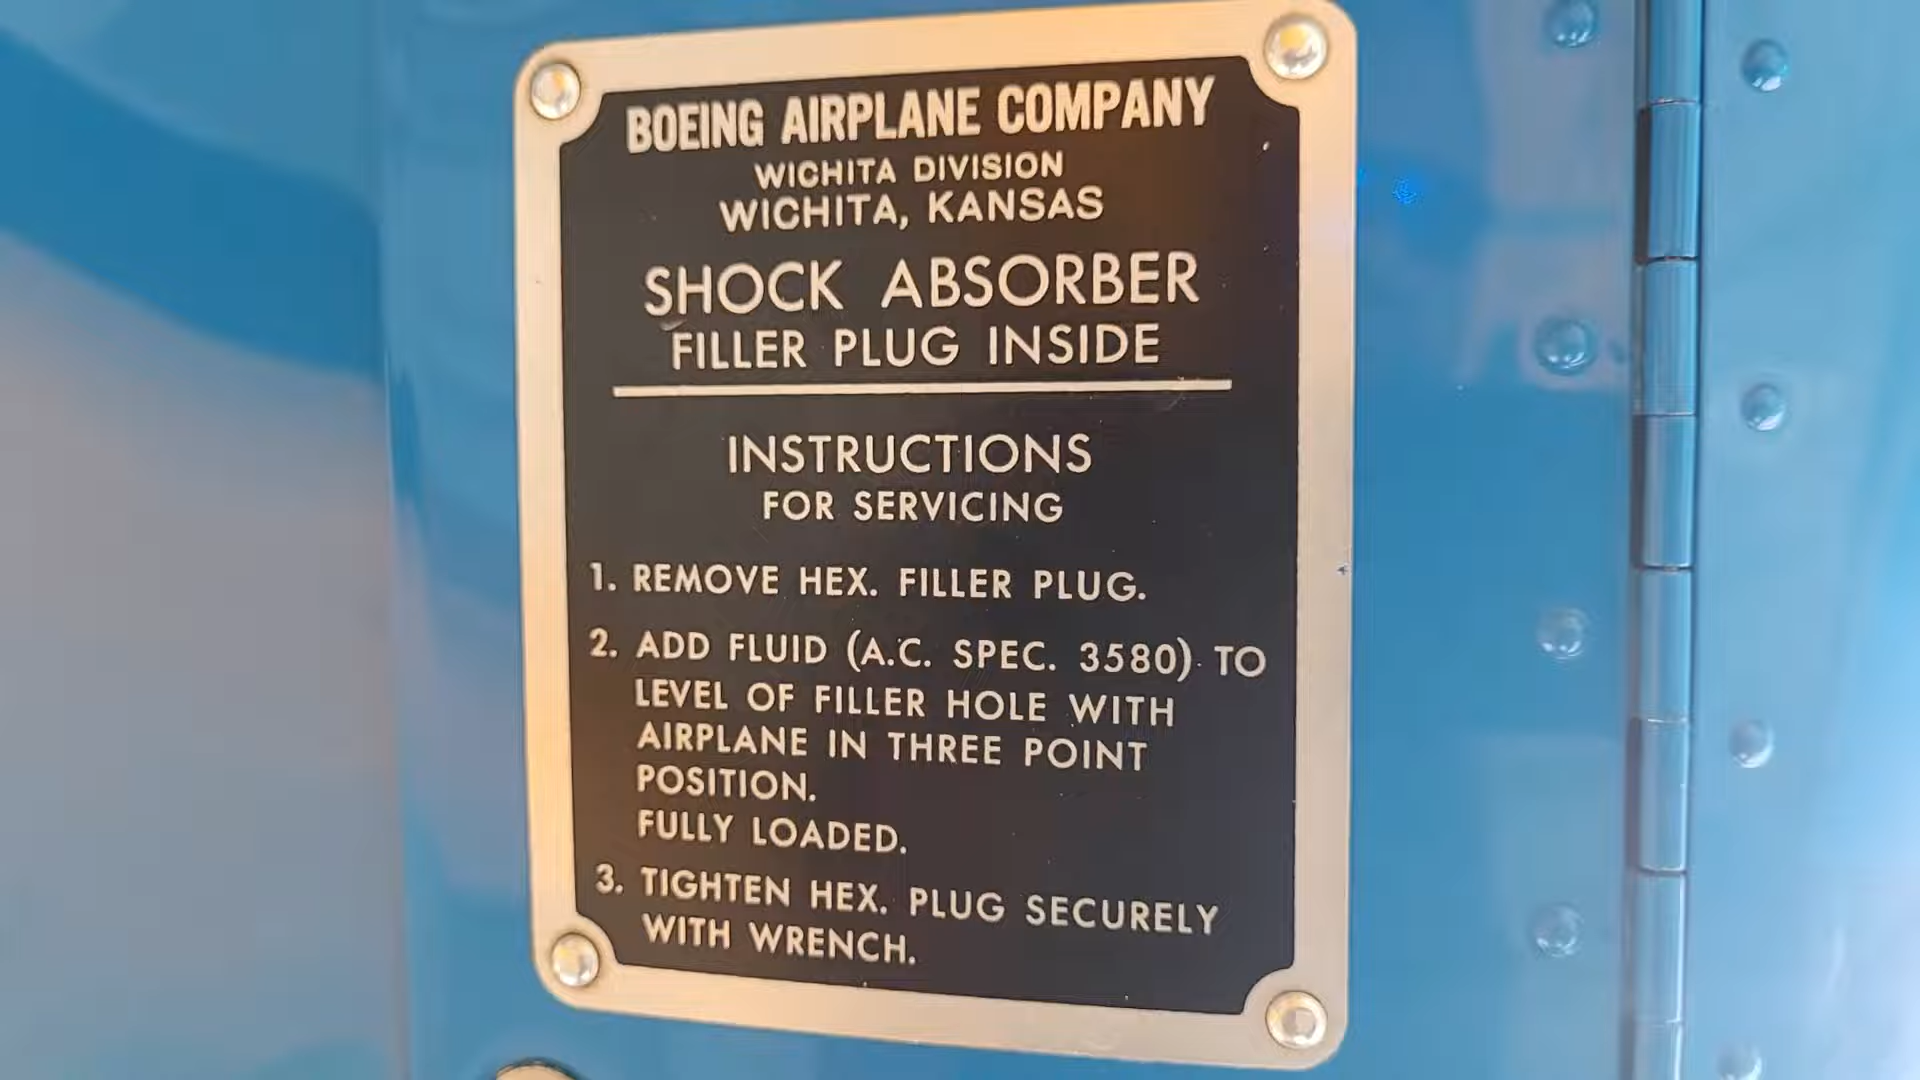 BOEING AIRPLANE COMPANY
WICHITA DIVISION
WICHITA, KANSAS
SHOCK ABSORBER
FILLER PLUG INSIDE
INSTRUCTIONS
FOR SERVICING
1. REMOVE HEX. FILLER PLUG.
2. ADD FLUID (A.C. SPEC. 3580) TO
LEVEL OF FILLER HOLE WITH
AIRPLANE IN THREE POINT
POSITION.
FULLY LOADED.
3. TIGHTEN HEX. PLUG SECURELY
WITH WRENCH.